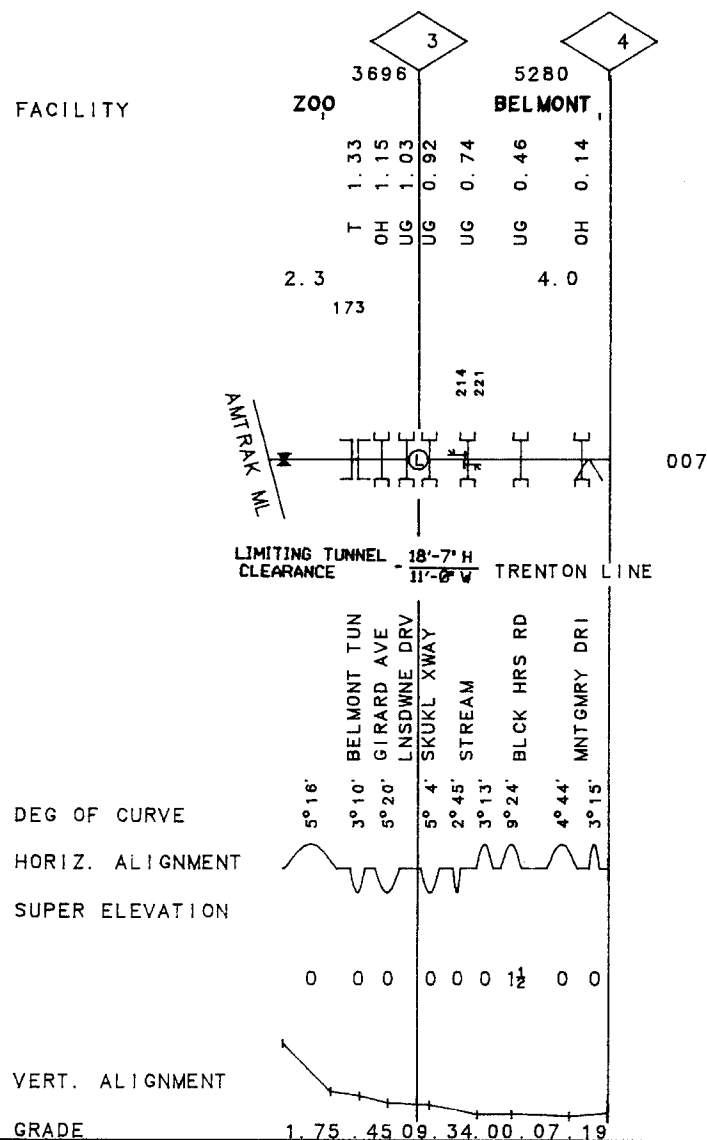 3 4
3696 5280
FACILITY ZOO BELMONT
1.33 1.15 1.03 0.92 0.74 0.46 0.14
T OH UG UG UG UG OH
2.3 4.0
173
214
221
AMTRAK ML
L
007
LIMITING TUNNEL CLEARANCE - 18'-7" H
11'-0" W
TRENTON LINE
BELMONT TUN
GIRARD AVE
LNSDWNE DRV
SKUKL XWAY
STREAM
BLCK HRS RD
MNTGMRY DRI
DEG OF CURVE 5°16' 3°10' 5°20' 5° 4' 2°45' 3°13' 9°24' 4°44' 3°15'
HORIZ. ALIGNMENT
SUPER ELEVATION
0 0 0 0 0 0 1½ 0 0
VERT. ALIGNMENT
GRADE 1.75 .45 09 .34 .00 .07 .19